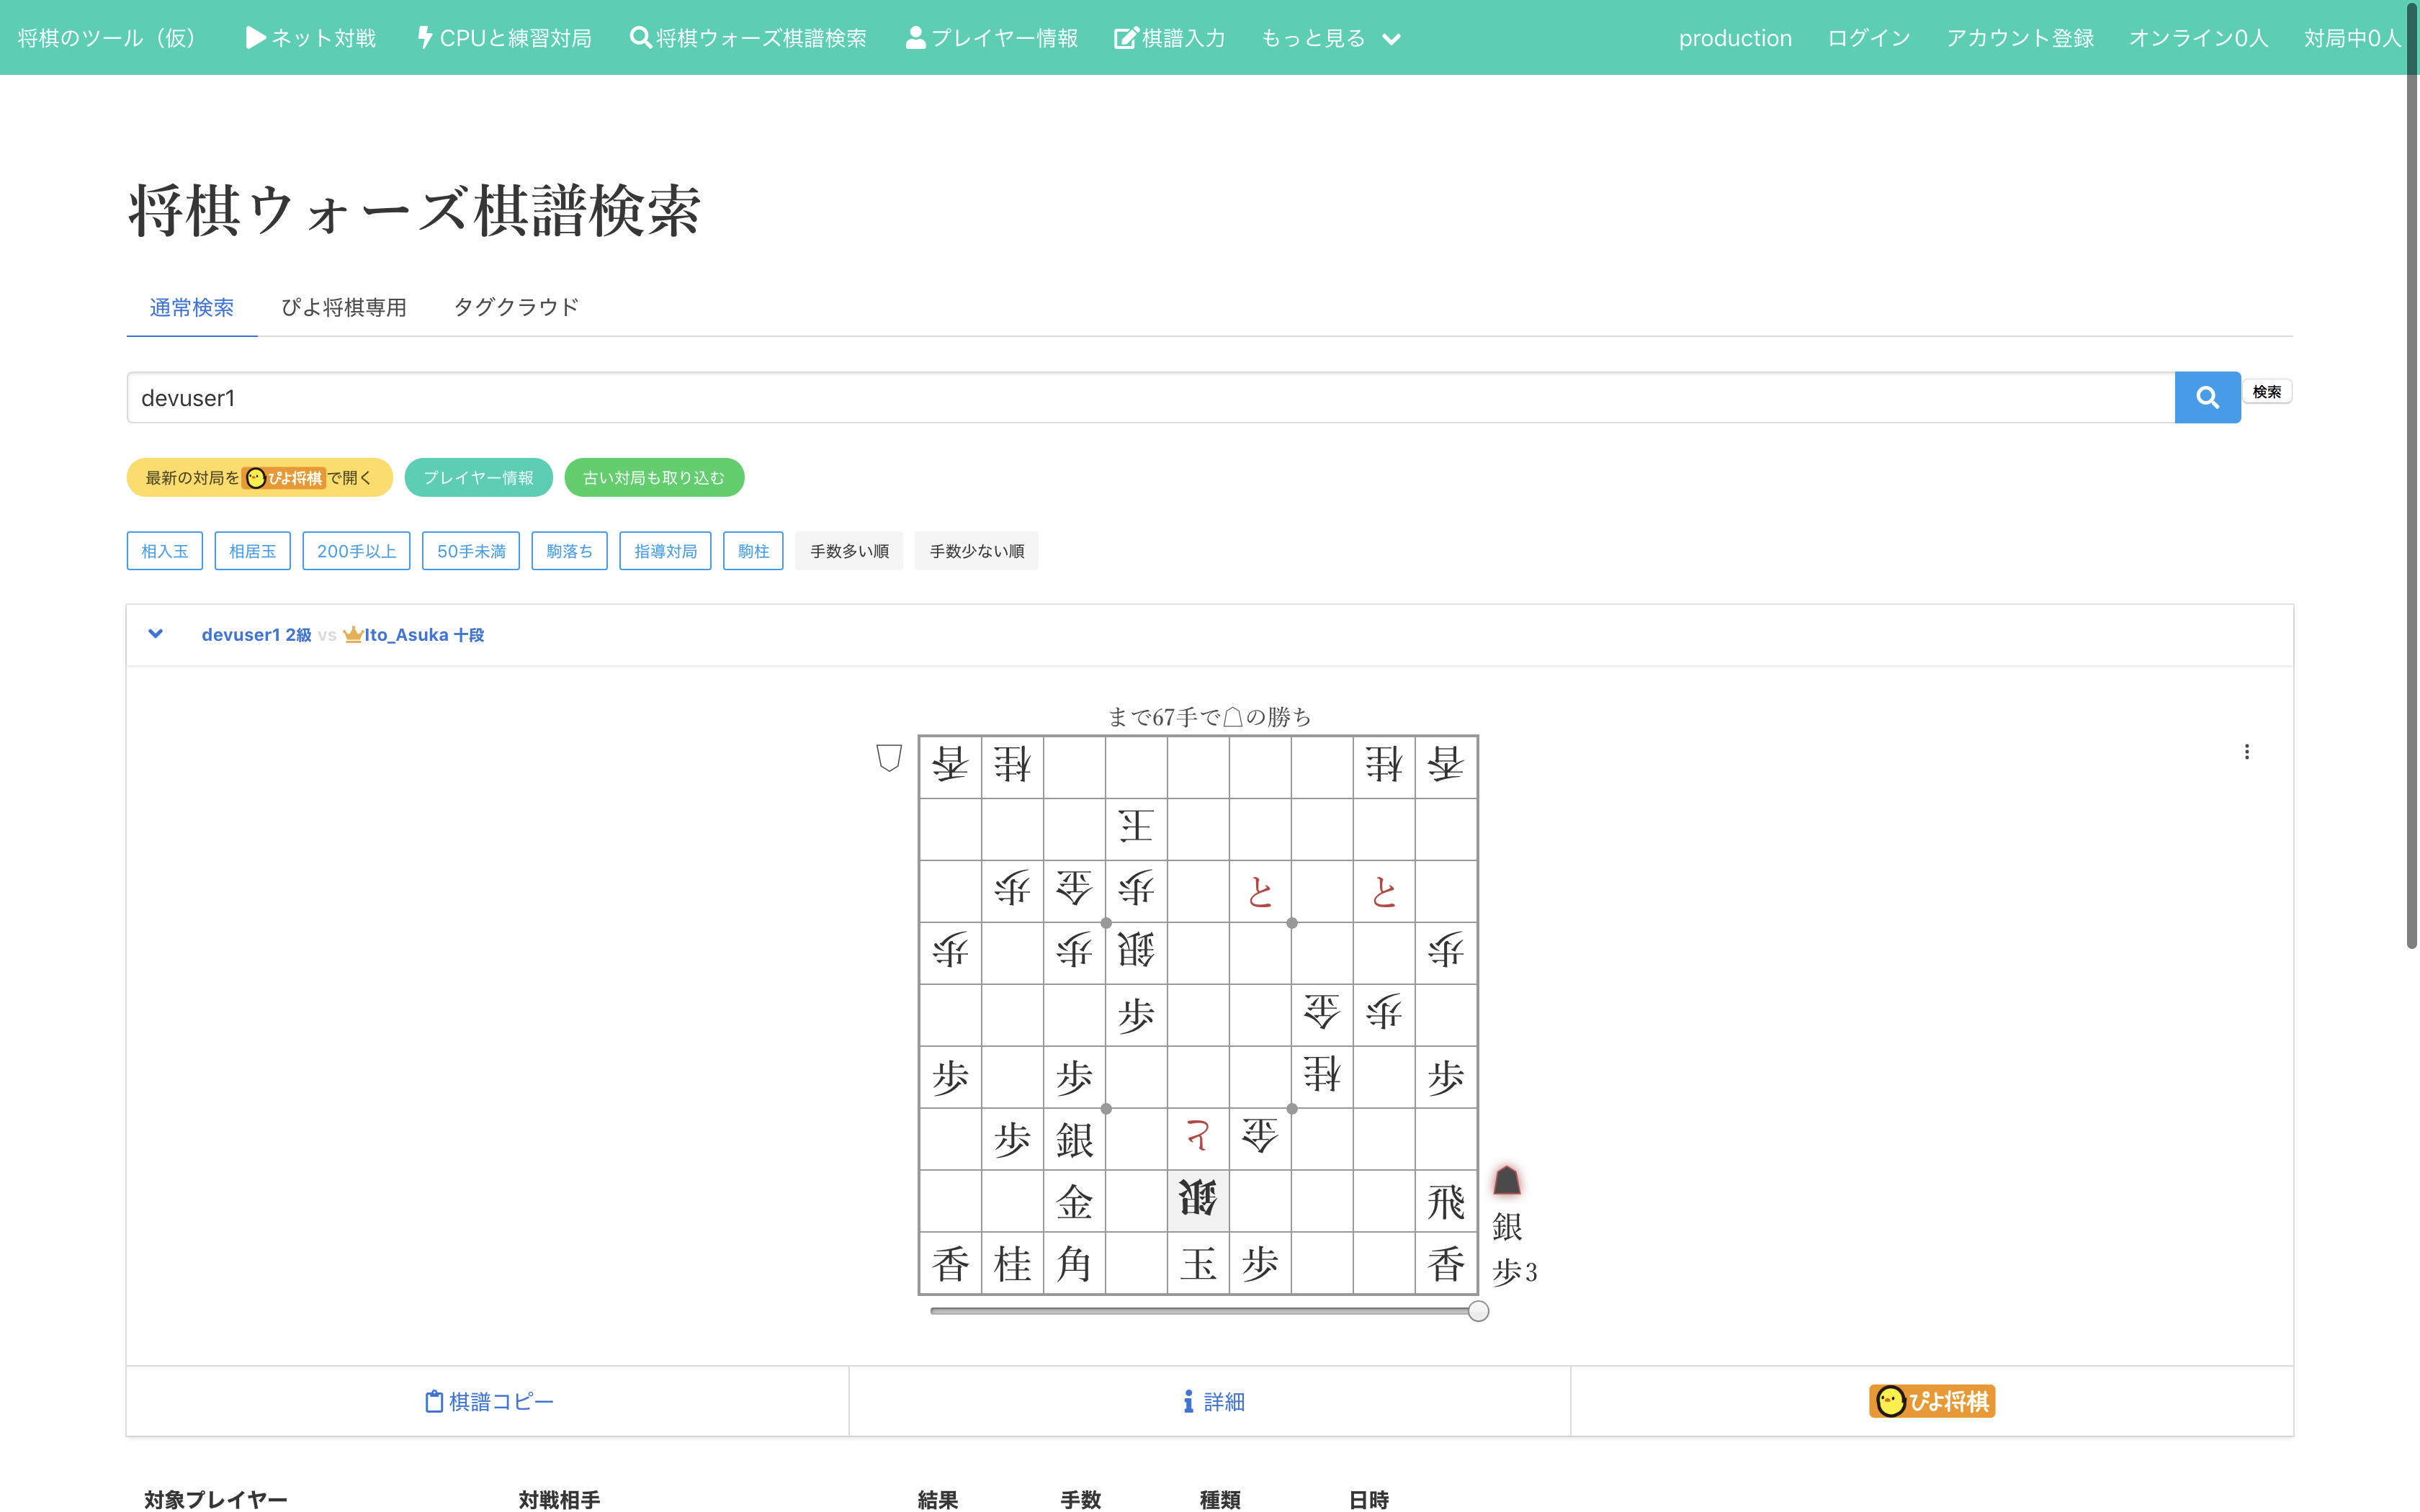 将棋のツール（仮） ネット対戦 CPUと練習対局 将棋ウォーズ棋譜検索 プレイヤー情報 棋譜入力 もっと見る production ログイン アカウント登録 オンライン0人 対局中0人
将棋ウォーズ棋譜検索
通常検索 ぴよ将棋専用 タグクラウド
devuser1 検索
最新の対局をぴよ将棋で開く プレイヤー情報 古い対局も取り込む
相入玉 相居玉 200手以上 50手未満 駒落ち 指導対局 駒柱 手数多い順 手数少ない順
devuser1 2級 vs Ito_Asuka 十段
まで67手で☖の勝ち
香 桂 桂 香
王
歩 金 歩 と と
歩 歩 銀 歩
歩 金 歩
歩 歩 桂 歩
歩 銀 と 金
金 銀 飛
銀
香 桂 角 玉 歩 香
歩3
棋譜コピー 詳細 ぴよ将棋
対象プレイヤー 対戦相手 結果 手数 種類 日時